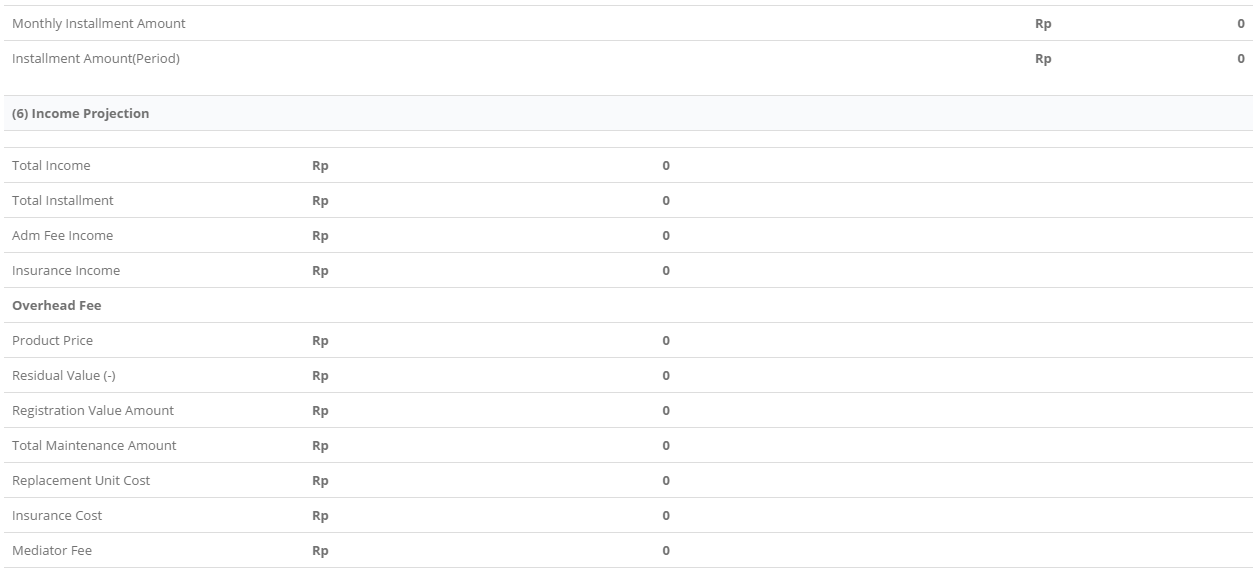 Monthly Installment Amount Rp 0
Installment Amount(Period) Rp 0
(6) Income Projection
Total Income Rp 0
Total Installment Rp 0
Adm Fee Income Rp 0
Insurance Income Rp 0
Overhead Fee
Product Price Rp 0
Residual Value (-) Rp 0
Registration Value Amount Rp 0
Total Maintenance Amount Rp 0
Replacement Unit Cost Rp 0
Insurance Cost Rp 0
Mediator Fee Rp 0